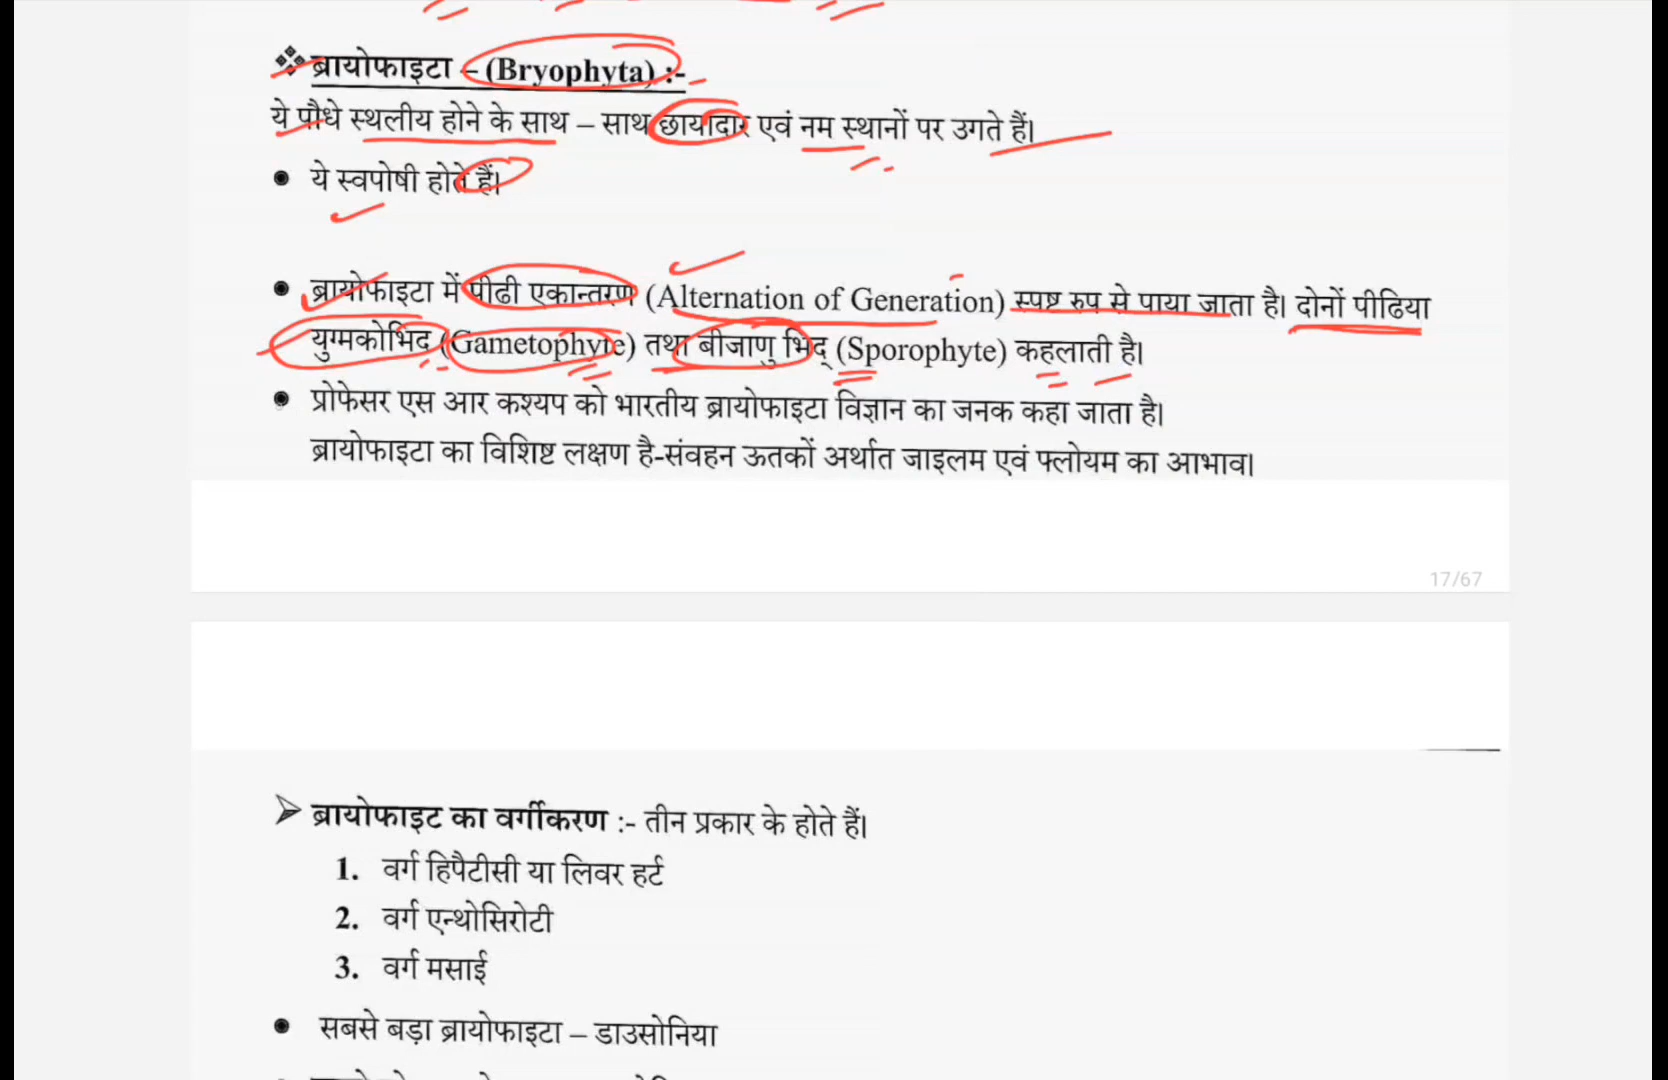 ❖ ब्रायोफाइटा – (Bryophyta) :-
ये पौधे स्थलीय होने के साथ – साथ छायादार एवं नम स्थानों पर उगते हैं।
● ये स्वपोषी होते हैं।
● ब्रायोफाइटा में पीढी एकान्तरण (Alternation of Generation) स्पष्ट रुप से पाया जाता है। दोनों पीढिया
युग्मकोभिद (Gametophyte) तथा बीजाणु भिद् (Sporophyte) कहलाती है।
● प्रोफेसर एस आर कश्यप को भारतीय ब्रायोफाइटा विज्ञान का जनक कहा जाता है।
ब्रायोफाइटा का विशिष्ट लक्षण है-संवहन ऊतकों अर्थात जाइलम एवं फ्लोयम का आभाव।
17/67
➢ ब्रायोफाइट का वर्गीकरण :- तीन प्रकार के होते हैं।
1. वर्ग हिपैटीसी या लिवर हर्ट
2. वर्ग एन्थोसिरोटी
3. वर्ग मसाई
● सबसे बड़ा ब्रायोफाइटा – डाउसोनिया